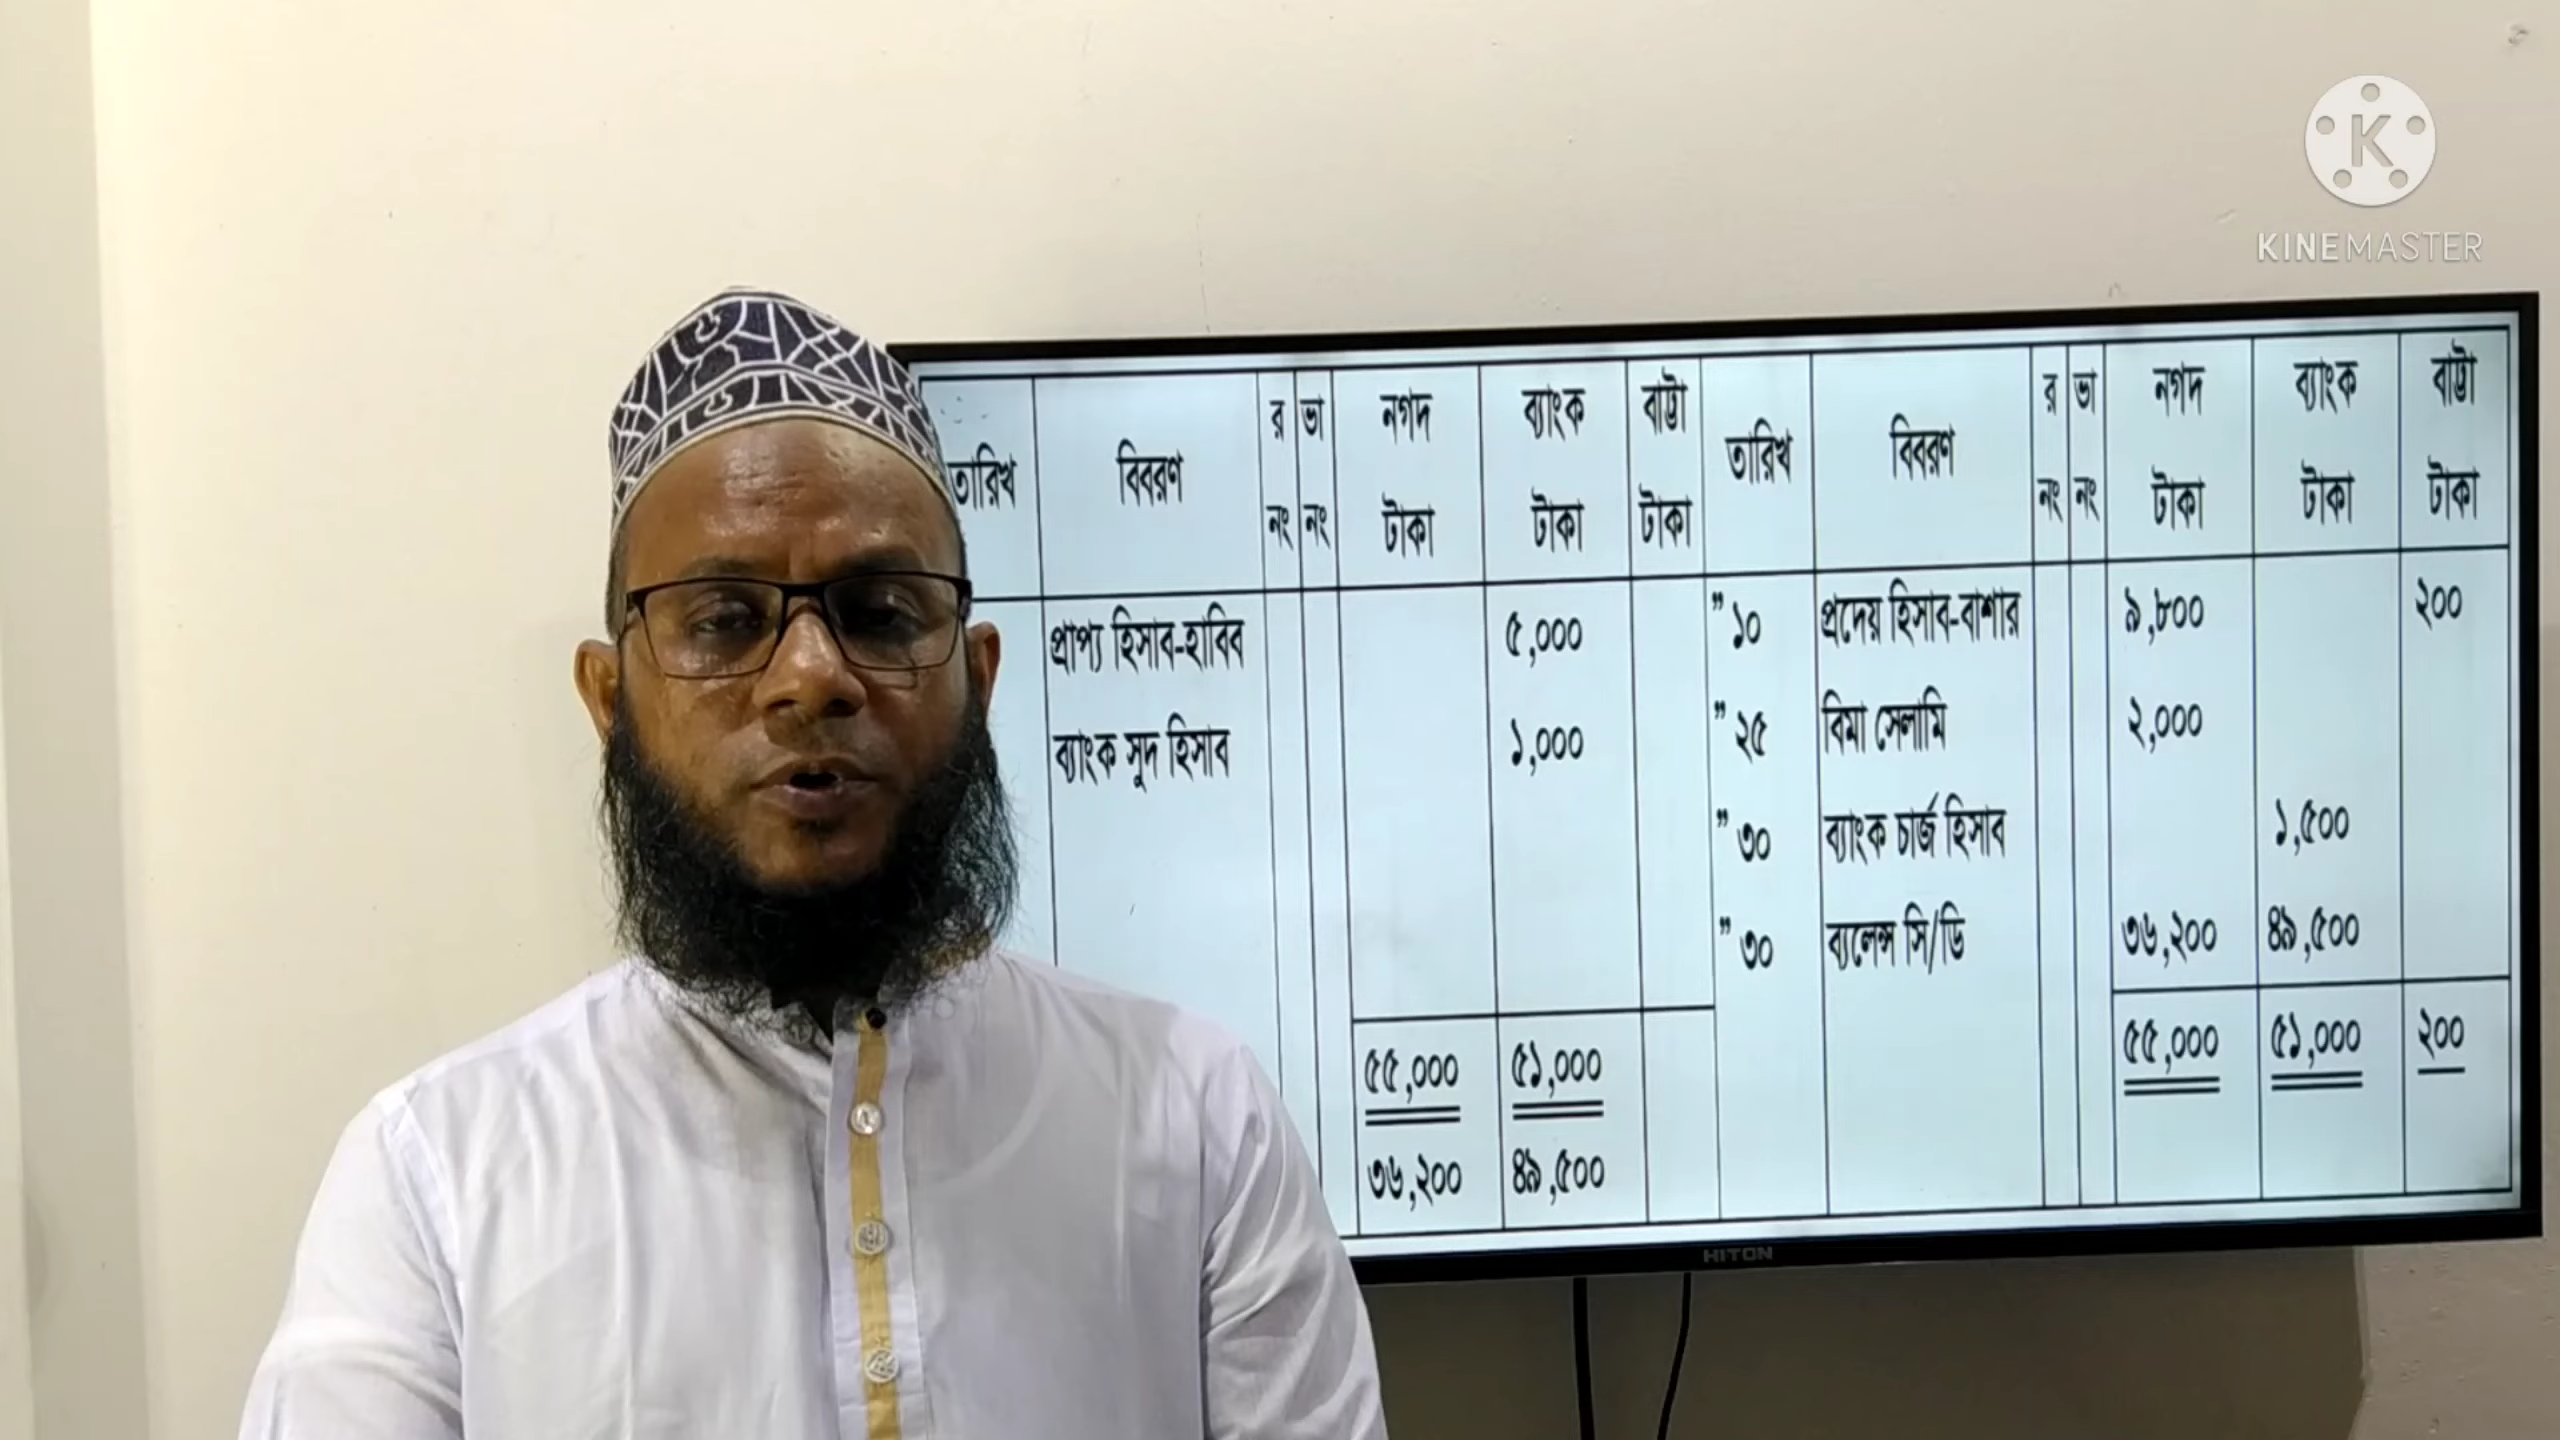 K
KINEMASTER
তারিখ বিবরণ র নং ভা নং নগদ টাকা ব্যাংক টাকা বাট্টা টাকা তারিখ বিবরণ র নং ভা নং নগদ টাকা ব্যাংক টাকা বাট্টা টাকা
প্রাপ্য হিসাব-হাবিব ৫,০০০ ” ১০ প্রদেয় হিসাব-বাশার ৯,৮০০ ২০০
ব্যাংক সুদ হিসাব ১,০০০ ” ২৫ বিমা সেলামি ২,০০০
” ৩০ ব্যাংক চার্জ হিসাব ১,৫০০
” ৩০ ব্যলেন্স সি/ডি ৩৬,২০০ ৪৯,৫০০
৫৫,০০০ ৫১,০০০ ৫৫,০০০ ৫১,০০০ ২০০
৩৬,২০০ ৪৯,৫০০
HITON